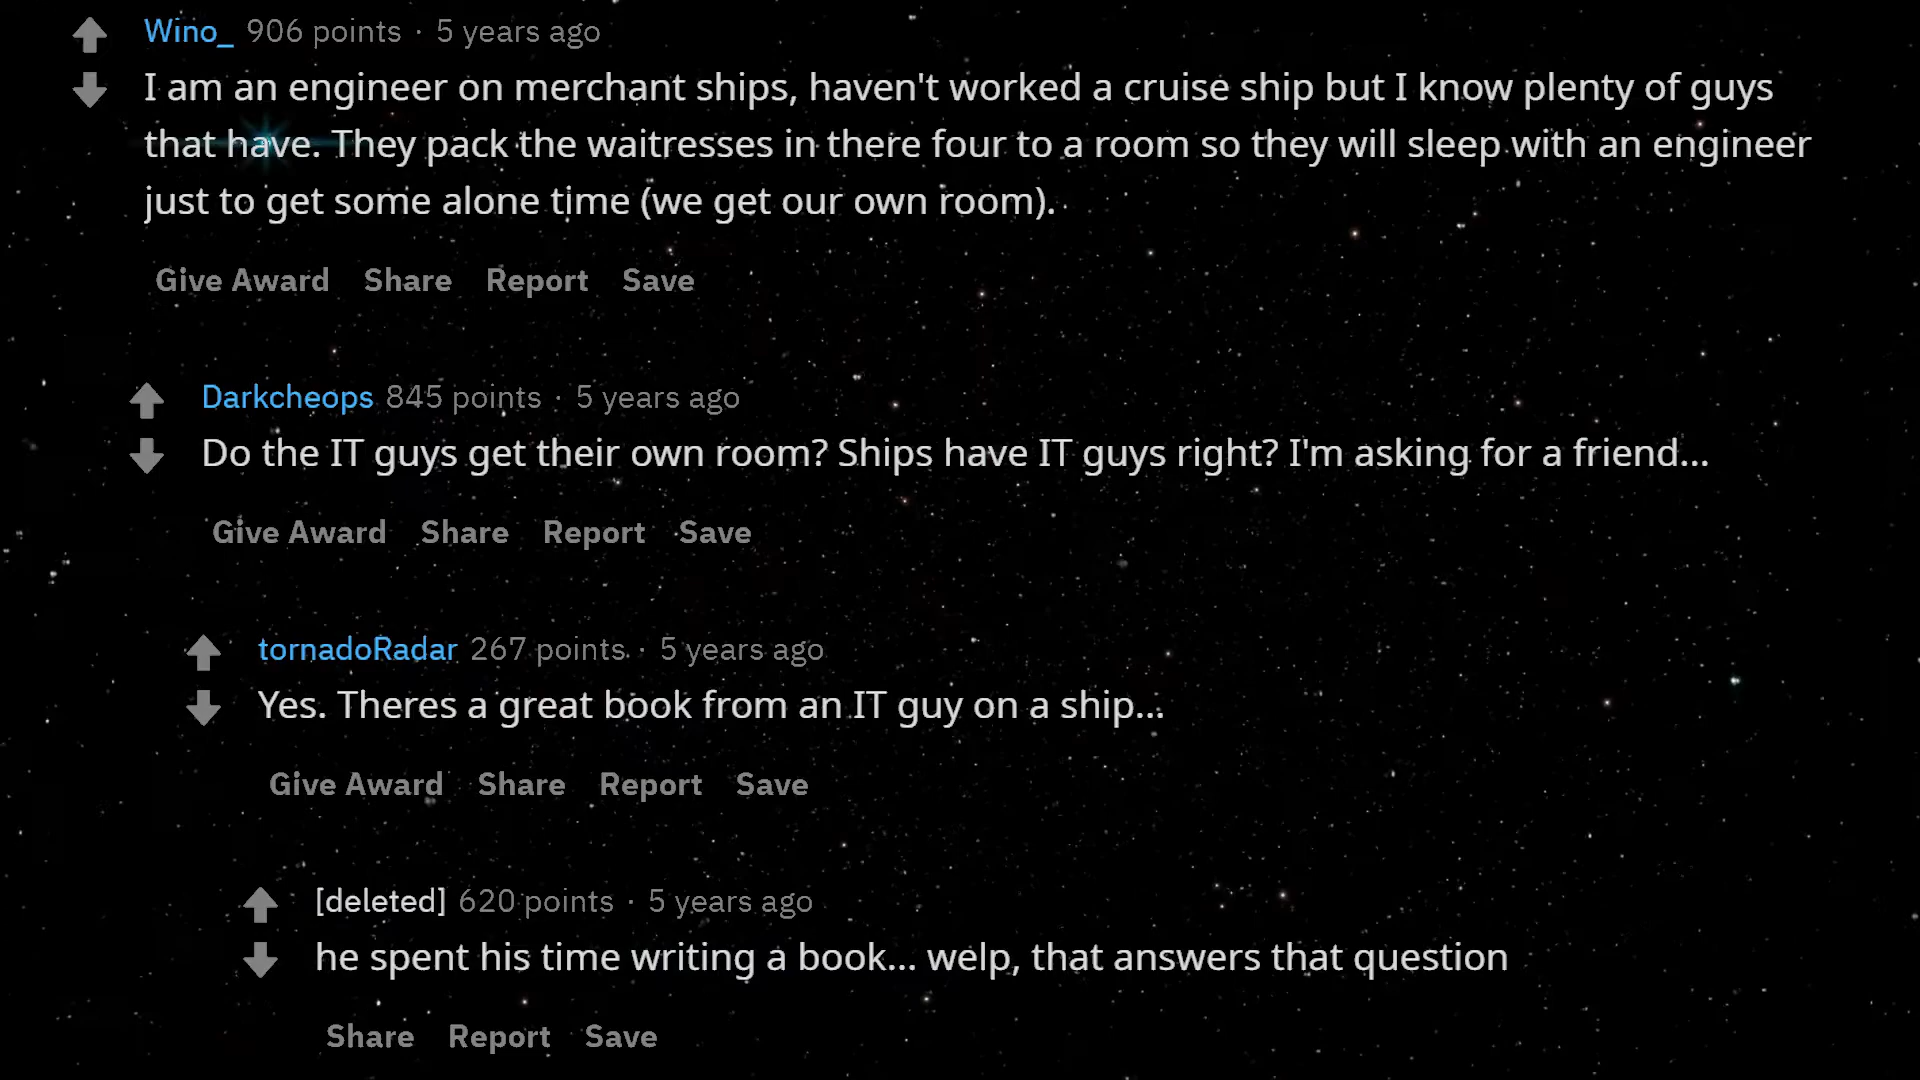 Wino_ 906 points · 5 years ago
I am an engineer on merchant ships, haven't worked a cruise ship but I know plenty of guys
that have. They pack the waitresses in there four to a room so they will sleep with an engineer
just to get some alone time (we get our own room).
Give Award Share Report Save
Darkcheops 845 points · 5 years ago
Do the IT guys get their own room? Ships have IT guys right? I'm asking for a friend...
Give Award Share Report Save
tornadoRadar 267 points · 5 years ago
Yes. Theres a great book from an IT guy on a ship...
Give Award Share Report Save
[deleted] 620 points · 5 years ago
he spent his time writing a book... welp, that answers that question
Share Report Save